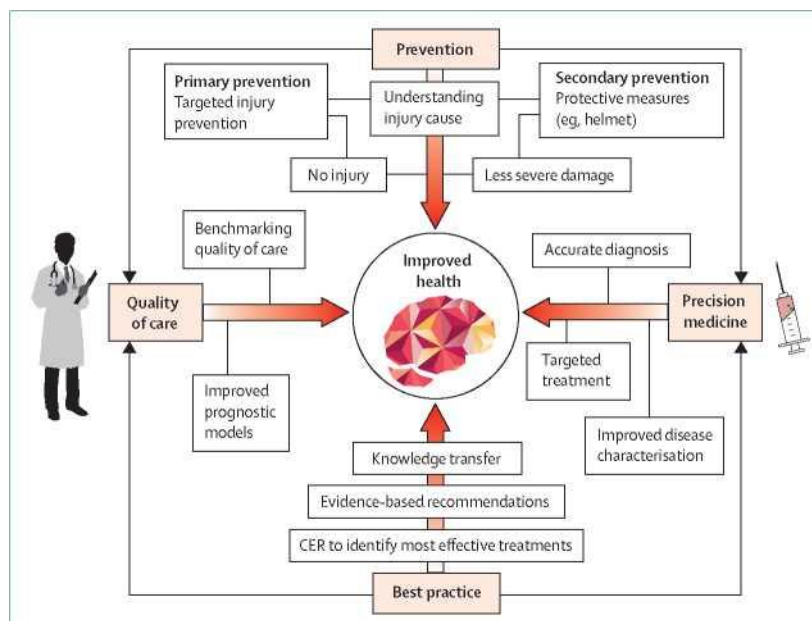 Prevention
Primary prevention
Targeted injury
prevention
Understanding
injury cause
Secondary prevention
Protective measures
(eg, helmet)
No injury
Less severe damage
Benchmarking
quality of care
Accurate diagnosis
Improved
health
Quality
of care
Precision
medicine
Improved
prognostic
models
Targeted
treatment
Improved disease
characterisation
Knowledge transfer
Evidence-based recommendations
CER to identify most effective treatments
Best practice